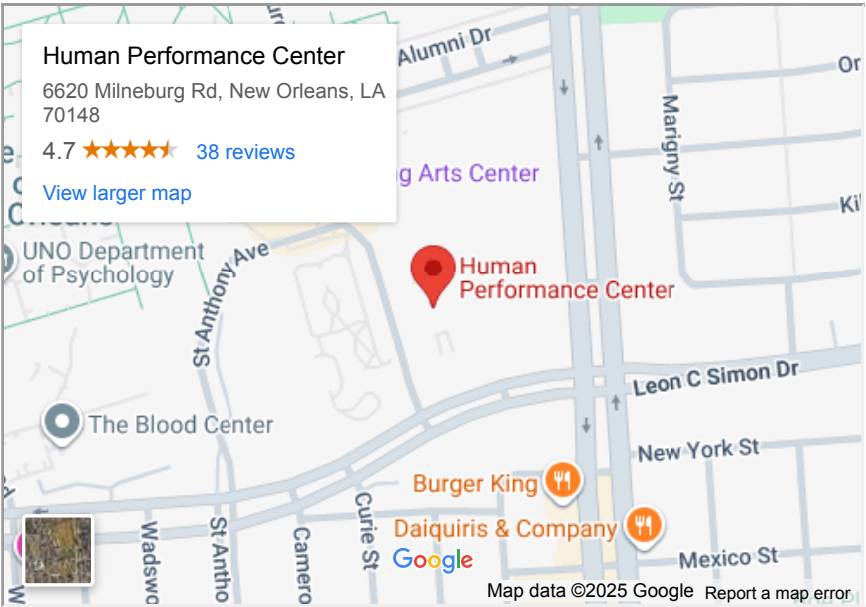 Human Performance Center
6620 Milneburg Rd, New Orleans, LA
70148
4.7
38 reviews
View larger map
Alumni Dr
Marigny St
g Arts Center
UNO Department
of Psychology
St Anthony Ave
Human
Performance Center
Leon C Simon Dr
The Blood Center
New York St
Burger King
Daiquiris & Company
Curie St
Camero
St Antho
Wadswo
W
Mexico St
Google
Map data ©2025 Google
Report a map error